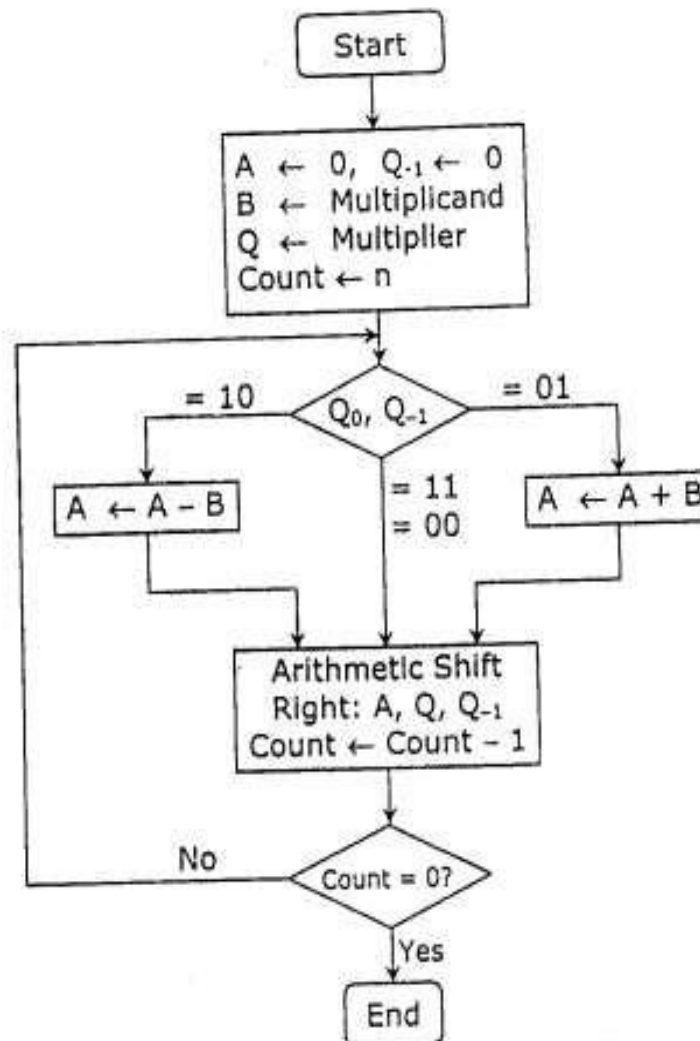 Start
A ← 0, Q₋₁ ← 0
B ← Multiplicand
Q ← Multiplier
Count ← n
= 10
Q₀, Q₋₁
= 01
A ← A – B
= 11
= 00
A ← A + B
Arithmetic Shift
Right: A, Q, Q₋₁
Count ← Count – 1
No
Count = 0?
Yes
End